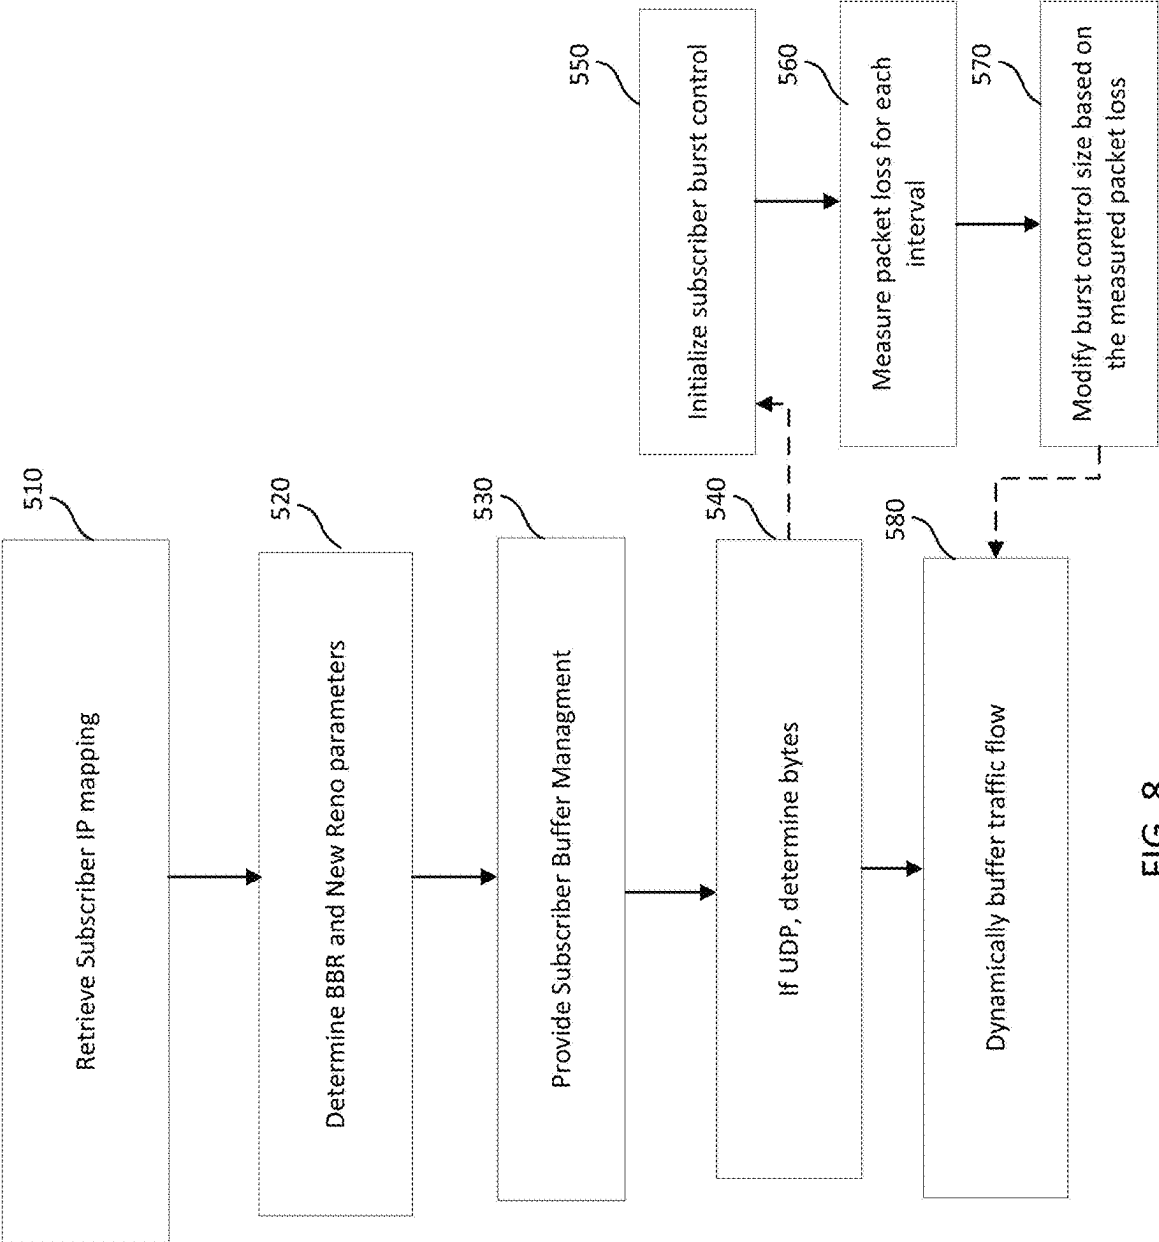 510
Retrieve Subscriber IP mapping
520
Determine BBR and New Reno parameters
530
Provide Subscriber Buffer Managment
540
If UDP, determine bytes
550
Initialize subscriber burst control
560
Measure packet loss for each
interval
570
Modify burst control size based on
the measured packet loss
580
Dynamically buffer traffic flow
FIG. 8